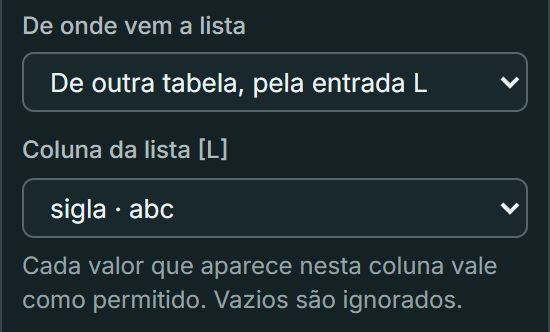 De onde vem a lista
De outra tabela, pela entrada L
Coluna da lista [L]
sigla · abc
Cada valor que aparece nesta coluna vale
como permitido. Vazios são ignorados.